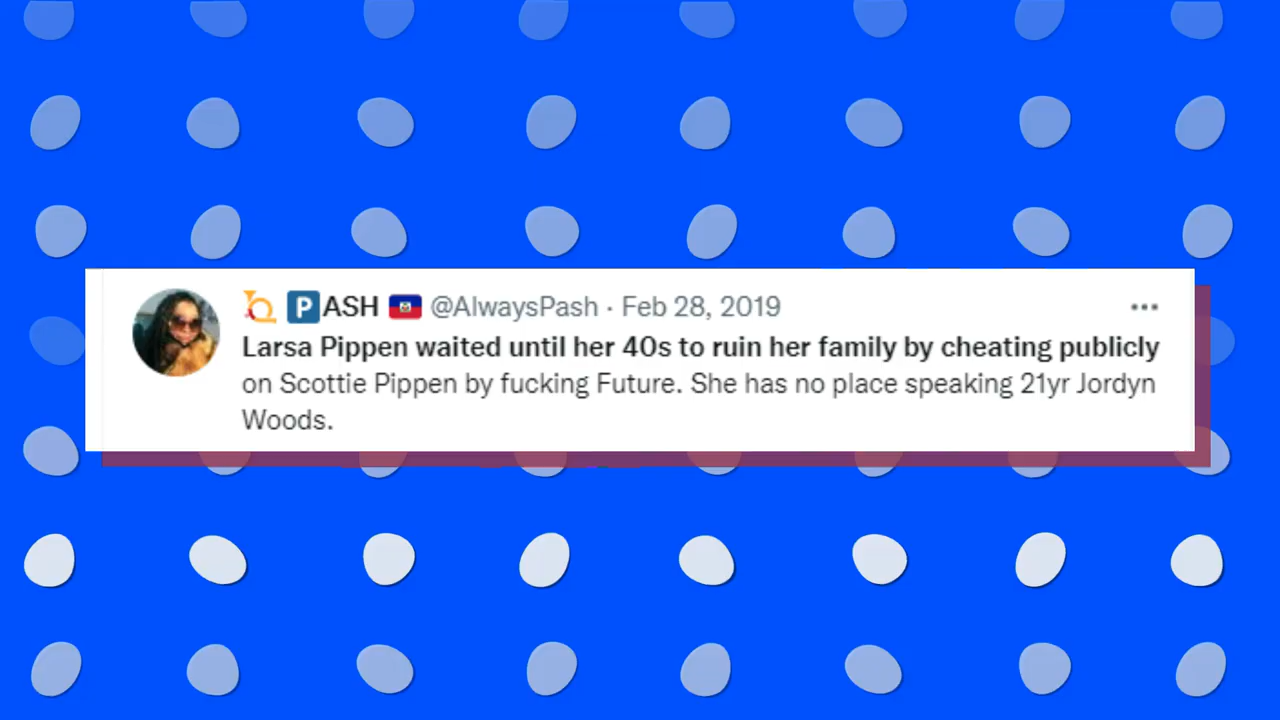 🅿ASH 🇭🇹 @AlwaysPash · Feb 28, 2019
Larsa Pippen waited until her 40s to ruin her family by cheating publicly
on Scottie Pippen by fucking Future. She has no place speaking 21yr Jordyn
Woods.